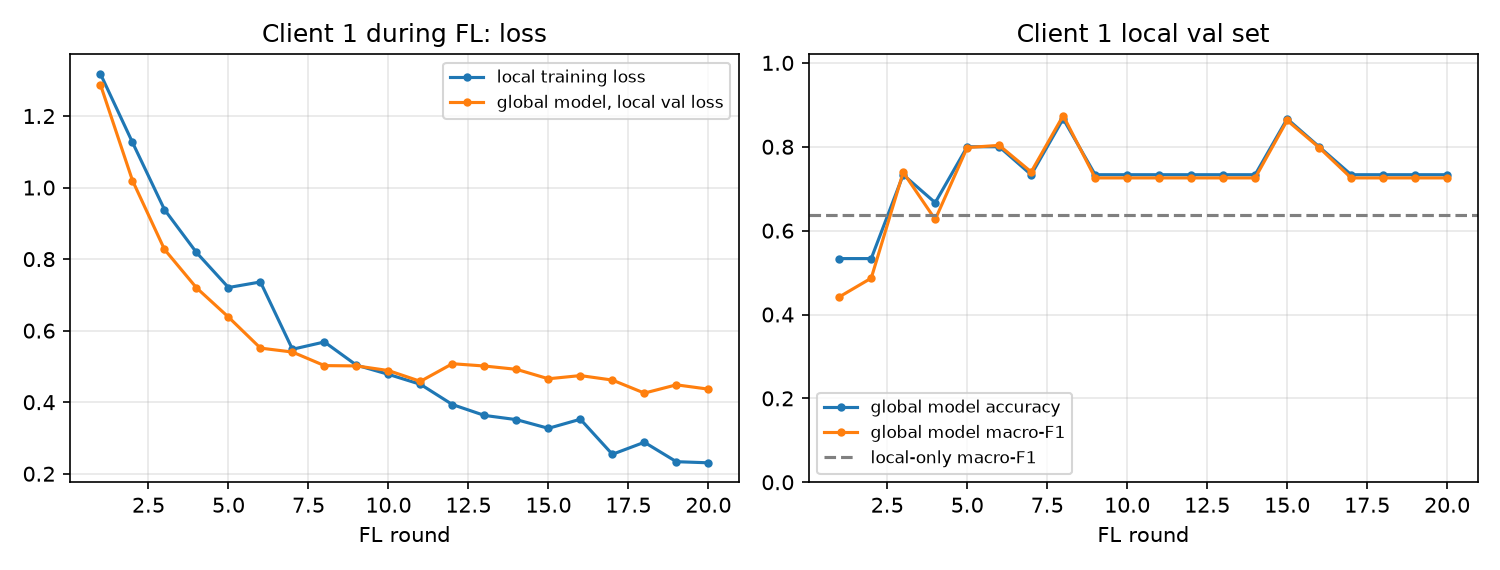 Client 1 during FL: loss
local training loss
global model, local val loss
1.2
1.0
0.8
0.6
0.4
0.2
2.5 5.0 7.5 10.0 12.5 15.0 17.5 20.0
FL round
Client 1 local val set
1.0
0.8
0.6
0.4
0.2
0.0
global model accuracy
global model macro-F1
local-only macro-F1
2.5 5.0 7.5 10.0 12.5 15.0 17.5 20.0
FL round